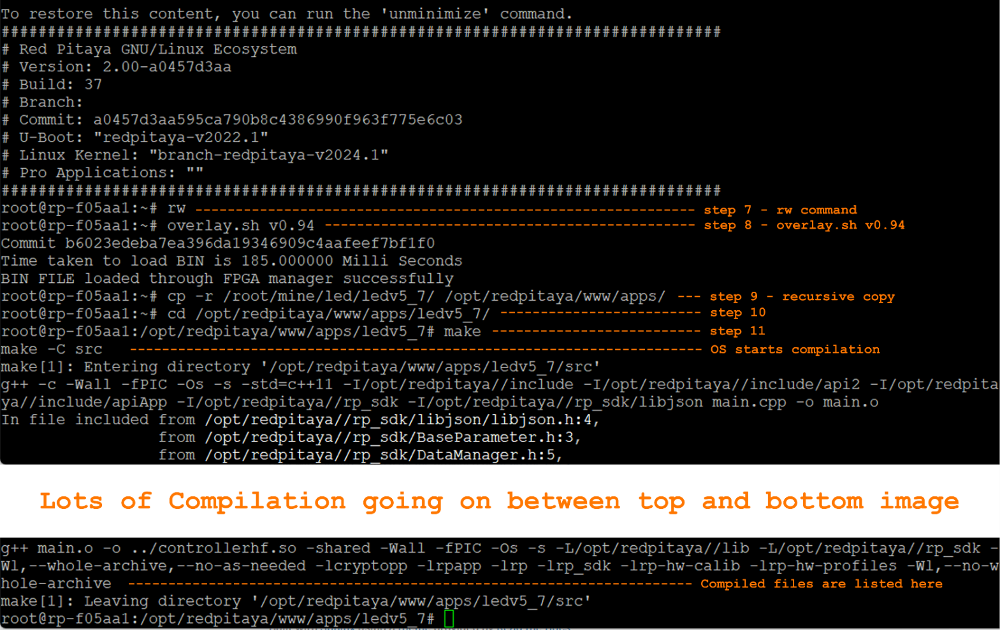 To restore this content, you can run the 'unminimize' command.
##############################################################################
# Red Pitaya GNU/Linux Ecosystem
# Version: 2.00-a0457d3aa
# Build: 37
# Branch:
# Commit: a0457d3aa595ca790b8c4386990f963f775e6c03
# U-Boot: "redpitaya-v2022.1"
# Linux Kernel: "branch-redpitaya-v2024.1"
# Pro Applications: ""
##############################################################################
root@rp-f05aa1:~# rw -------------------------------------------------------------- step 7 - rw command
root@rp-f05aa1:~# overlay.sh v0.94 ---------------------------------------------- step 8 - overlay.sh v0.94
Commit b6023edeba7ea396da19346909c4aafeef7bf1f0
Time taken to load BIN is 185.000000 Milli Seconds
BIN FILE loaded through FPGA manager successfully
root@rp-f05aa1:~# cp -r /root/mine/led/ledv5_7/ /opt/redpitaya/www/apps/ --- step 9 - recursive copy
root@rp-f05aa1:~# cd /opt/redpitaya/www/apps/ledv5_7/ ------------------------- step 10
root@rp-f05aa1:/opt/redpitaya/www/apps/ledv5_7# make -------------------------- step 11
make -C src ----------------------------------------------------------------------- OS starts compilation
make[1]: Entering directory '/opt/redpitaya/www/apps/ledv5_7/src'
g++ -c -Wall -fPIC -Os -s -std=c++11 -I/opt/redpitaya//include -I/opt/redpitaya//include/api2 -I/opt/redpita
ya//include/apiApp -I/opt/redpitaya//rp_sdk -I/opt/redpitaya//rp_sdk/libjson main.cpp -o main.o
In file included from /opt/redpitaya//rp_sdk/libjson/libjson.h:4,
from /opt/redpitaya//rp_sdk/BaseParameter.h:3,
from /opt/redpitaya//rp_sdk/DataManager.h:5,
Lots of Compilation going on between top and bottom image
g++ main.o -o ../controllerhf.so -shared -Wall -fPIC -Os -s -L/opt/redpitaya//lib -L/opt/redpitaya//rp_sdk -
Wl,--whole-archive,--no-as-needed -lcryptopp -lrpapp -lrp -lrp_sdk -lrp-hw-calib -lrp-hw-profiles -Wl,--no-w
hole-archive ---------------------------------------------------------------------- Compiled files are listed here
make[1]: Leaving directory '/opt/redpitaya/www/apps/ledv5_7/src'
root@rp-f05aa1:/opt/redpitaya/www/apps/ledv5_7#